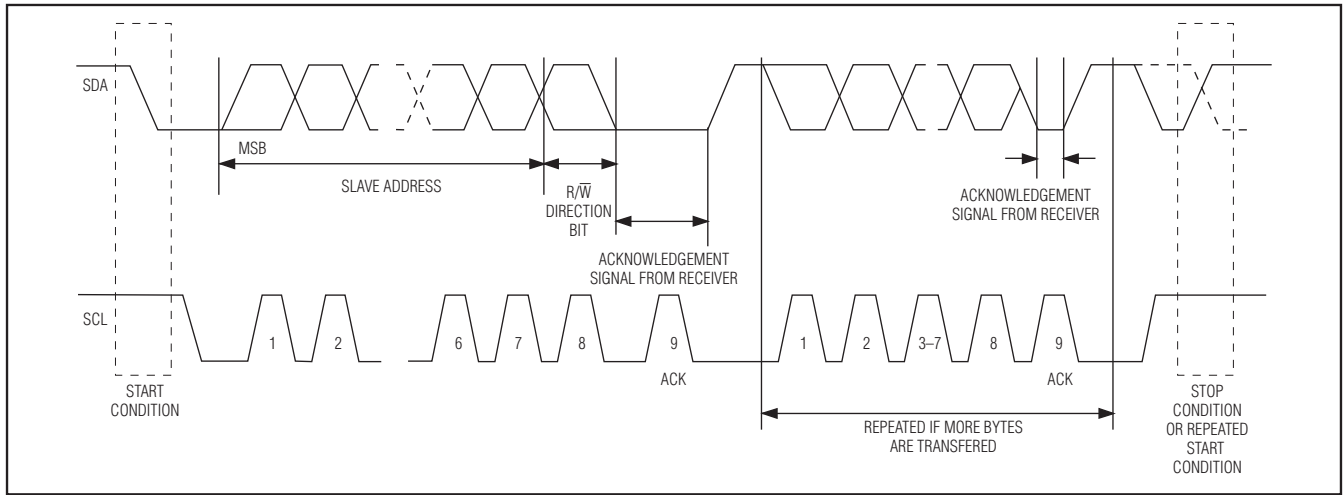 SDA
MSB
SLAVE ADDRESS
R/W̅
DIRECTION
BIT
ACKNOWLEDGEMENT
SIGNAL FROM RECEIVER
ACKNOWLEDGEMENT
SIGNAL FROM RECEIVER
SCL
1
2
6
7
8
9
1
2
3–7
8
9
ACK
ACK
START
CONDITION
REPEATED IF MORE BYTES
ARE TRANSFERED
STOP
CONDITION
OR REPEATED
START
CONDITION